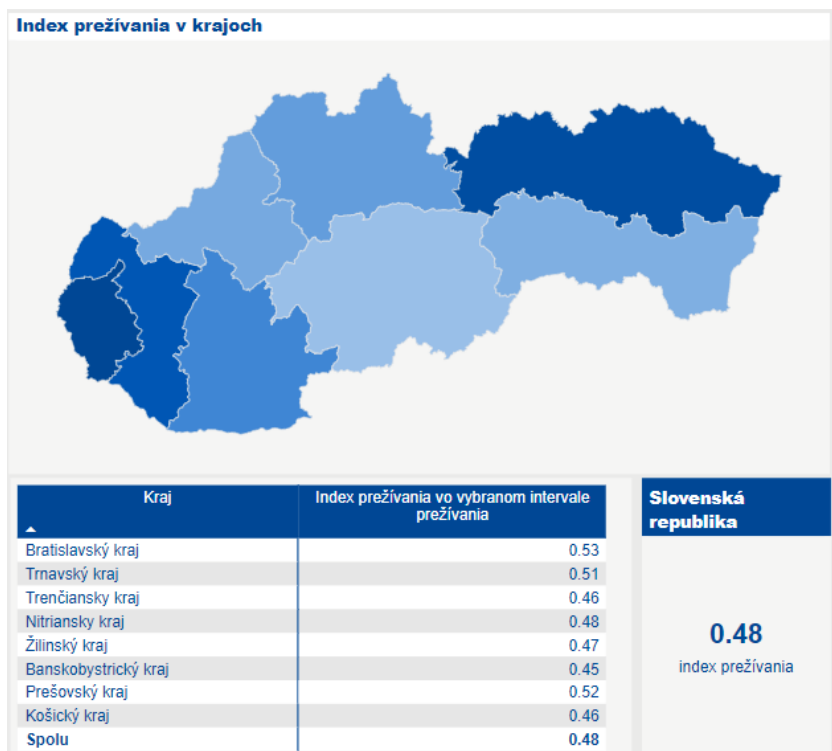 Index prežívania v krajoch
Kraj
Index prežívania vo vybranom intervale
prežívania
Bratislavský kraj 0.53
Trnavský kraj 0.51
Trenčiansky kraj 0.46
Nitriansky kraj 0.48
Žilinský kraj 0.47
Banskobystrický kraj 0.45
Prešovský kraj 0.52
Košický kraj 0.46
Spolu 0.48
Slovenská
republika
0.48
index prežívania